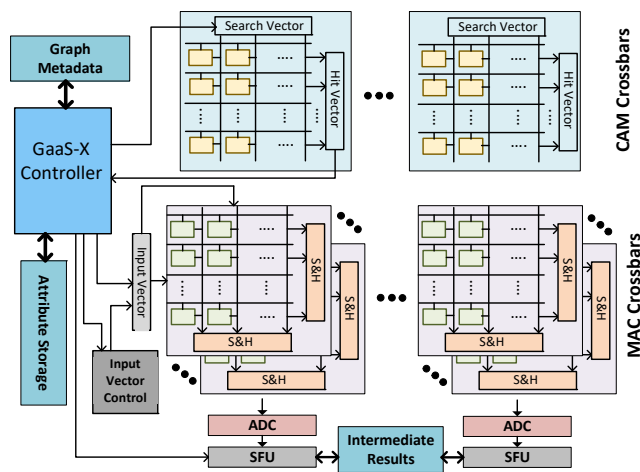 Search Vector
Hit Vector
Search Vector
Hit Vector
CAM Crossbars
Graph
Metadata
GaaS-X
Controller
Attribute Storage
Input Vector
Input
Vector
Control
S&H
S&H
S&H
S&H
S&H
S&H
S&H
S&H
MAC Crossbars
ADC
SFU
Intermediate
Results
ADC
SFU